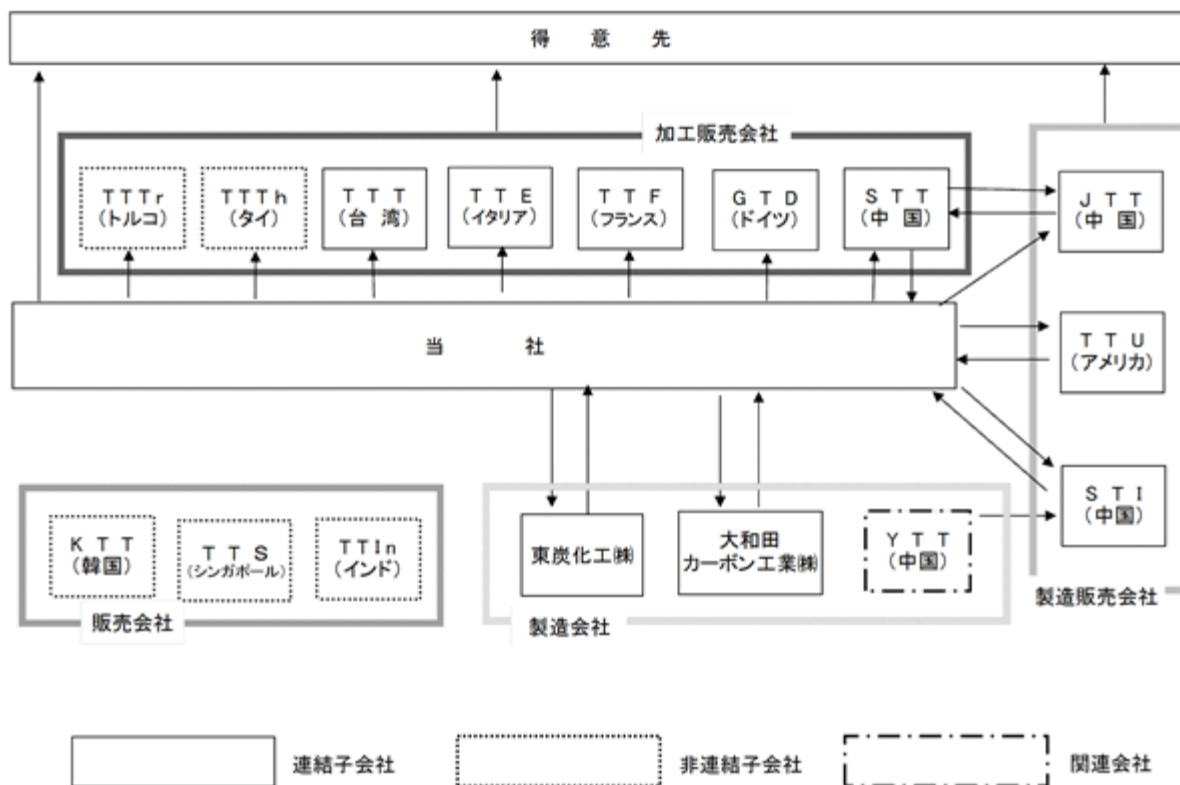 得 意 先
加工販売会社
TTTr
(トルコ)
TTTh
(タイ)
TTT
(台 湾)
TTE
(イタリア)
TTF
(フランス)
GTD
(ドイツ)
STT
(中 国)
JTT
(中 国)
当 社
TTU
(アメリカ)
STI
(中国)
KTT
(韓国)
TTS
(シンガポール)
TTIn
(インド)
販売会社
東炭化工㈱
大和田
カーボン工業㈱
YTT
(中国)
製造会社
製造販売会社
連結子会社
非連結子会社
関連会社